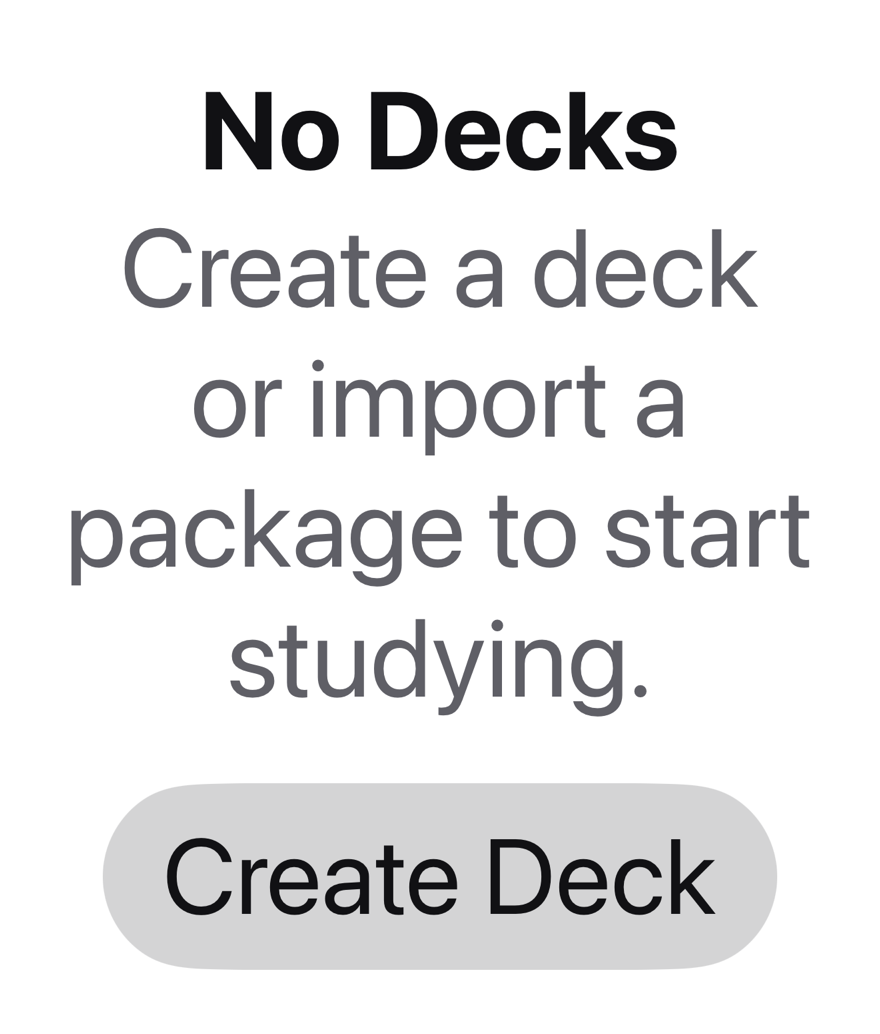 No Decks
Create a deck
or import a
package to start
studying.
Create Deck